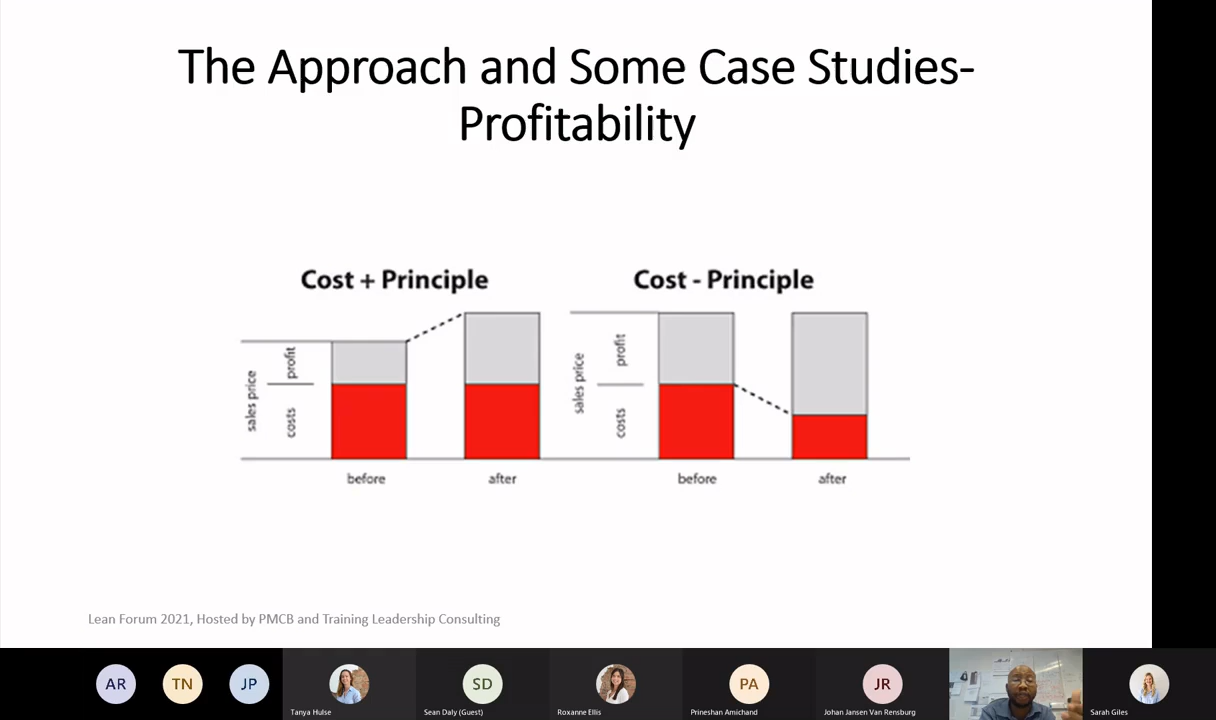 The Approach and Some Case Studies-
Profitability
Cost + Principle
Cost - Principle
sales price
profit
costs
sales price
profit
costs
before
after
before
after
Lean Forum 2021, Hosted by PMCB and Training Leadership Consulting
AR
TN
JP
SD
PA
JR
Tanya Hulse
Sean Daly (Guest)
Roxanne Ellis
Prineshan Amichand
Johan Jansen Van Rensburg
Sarah Giles